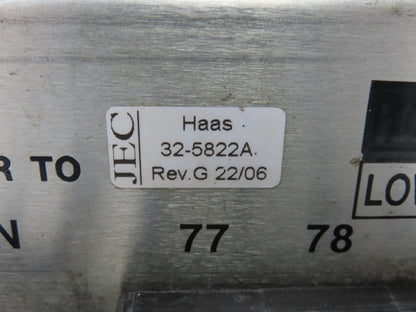 JEC
Haas
32-5822A
Rev.G 22/06
R TO
LO
N
77 78